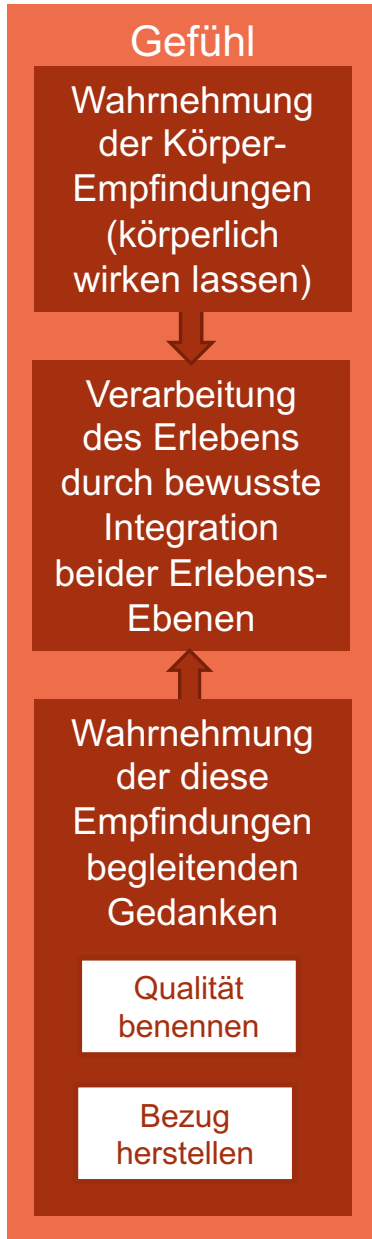 Gefühl
Wahrnehmung
der Körper-
Empfindungen
(körperlich
wirken lassen)
Verarbeitung
des Erlebens
durch bewusste
Integration
beider Erlebens-
Ebenen
Wahrnehmung
der diese
Empfindungen
begleitenden
Gedanken
Qualität
benennen
Bezug
herstellen